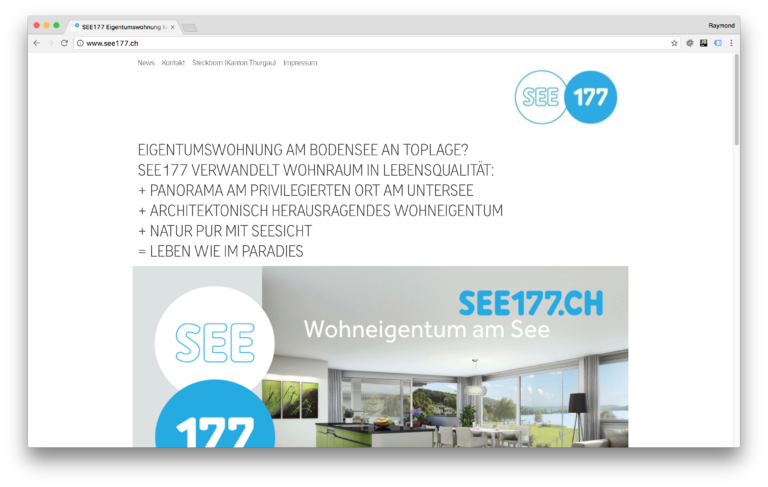 SEE177 Eigentumswohnung
Raymond
www.see177.ch
News Kontakt Steckborn (Kanton Thurgau) Impressum
SEE 177
EIGENTUMSWOHNUNG AM BODENSEE AN TOPLAGE?
SEE177 VERWANDELT WOHNRAUM IN LEBENSQUALITÄT:
+ PANORAMA AM PRIVILEGIERTEN ORT AM UNTERSEE
+ ARCHITEKTONISCH HERAUSRAGENDES WOHNEIGENTUM
+ NATUR PUR MIT SEESICHT
= LEBEN WIE IM PARADIES
SEE177.CH
Wohneigentum am See
SEE
177